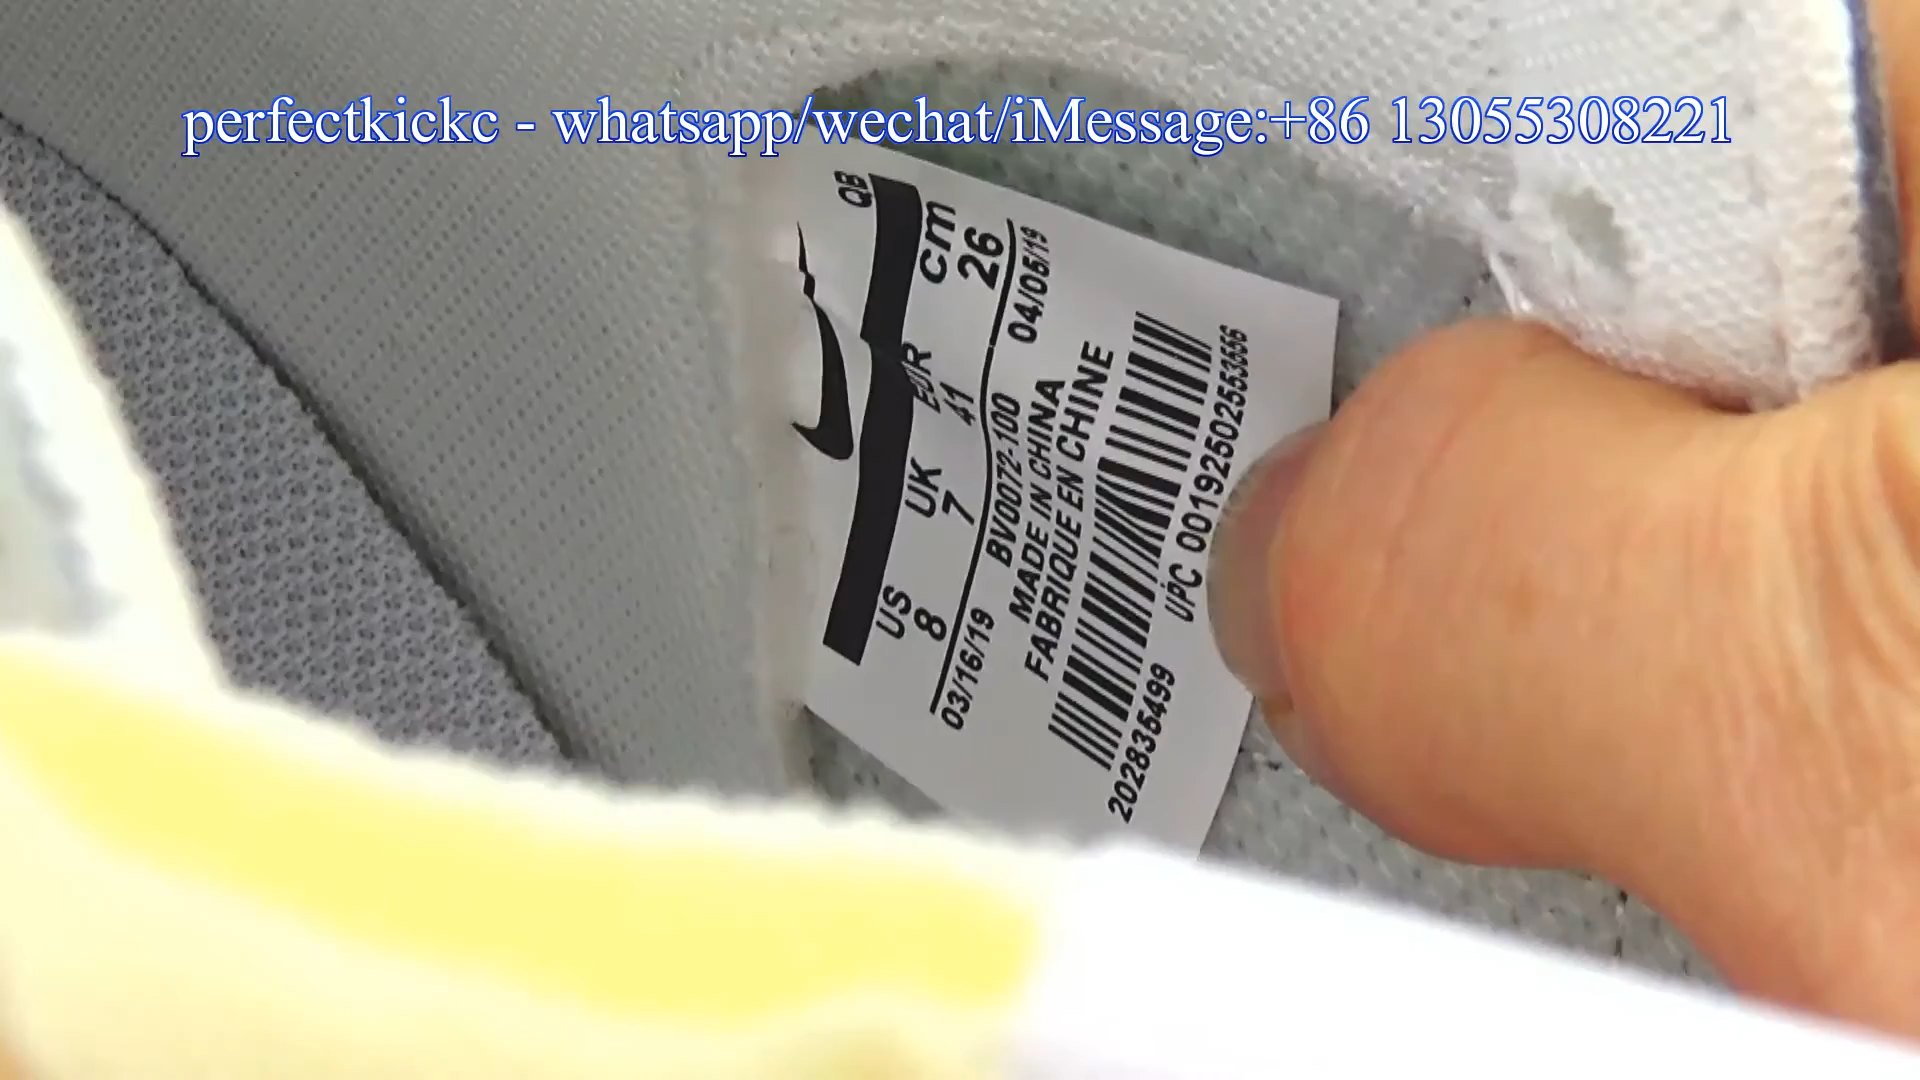 perfectkickc - whatsapp/wechat/iMessage:+86 13055308221
QB
US UK EUR cm
8 7 41 26
03/16/19 BV0072-100 04/05/19
MADE IN CHINA
FABRIQUE EN CHINE
202835499 UPC 00192502553556